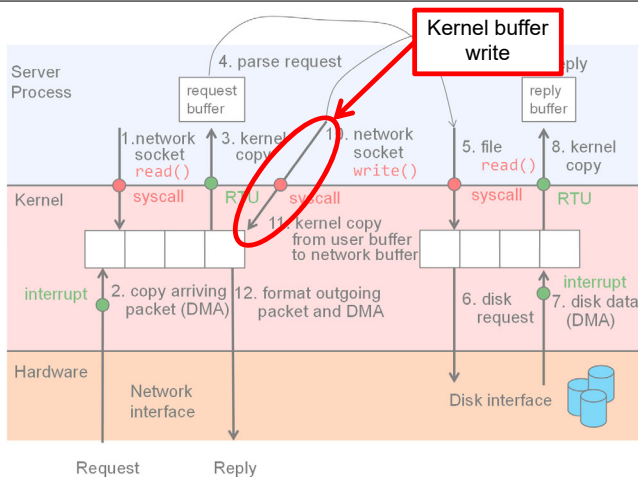 Kernel buffer
write
4. parse request
ply
Server
Process
request
buffer
reply
buffer
1.network
socket
read()
3. kernel
copy
10. network
socket
write()
5. file
read()
8. kernel
copy
syscall
RTU
syscall
syscall
RTU
Kernel
11. kernel copy
from user buffer
to network buffer
interrupt
2. copy arriving
packet (DMA)
12. format outgoing
packet and DMA
6. disk
request
interrupt
7. disk data
(DMA)
Hardware
Network
interface
Disk interface
Request
Reply